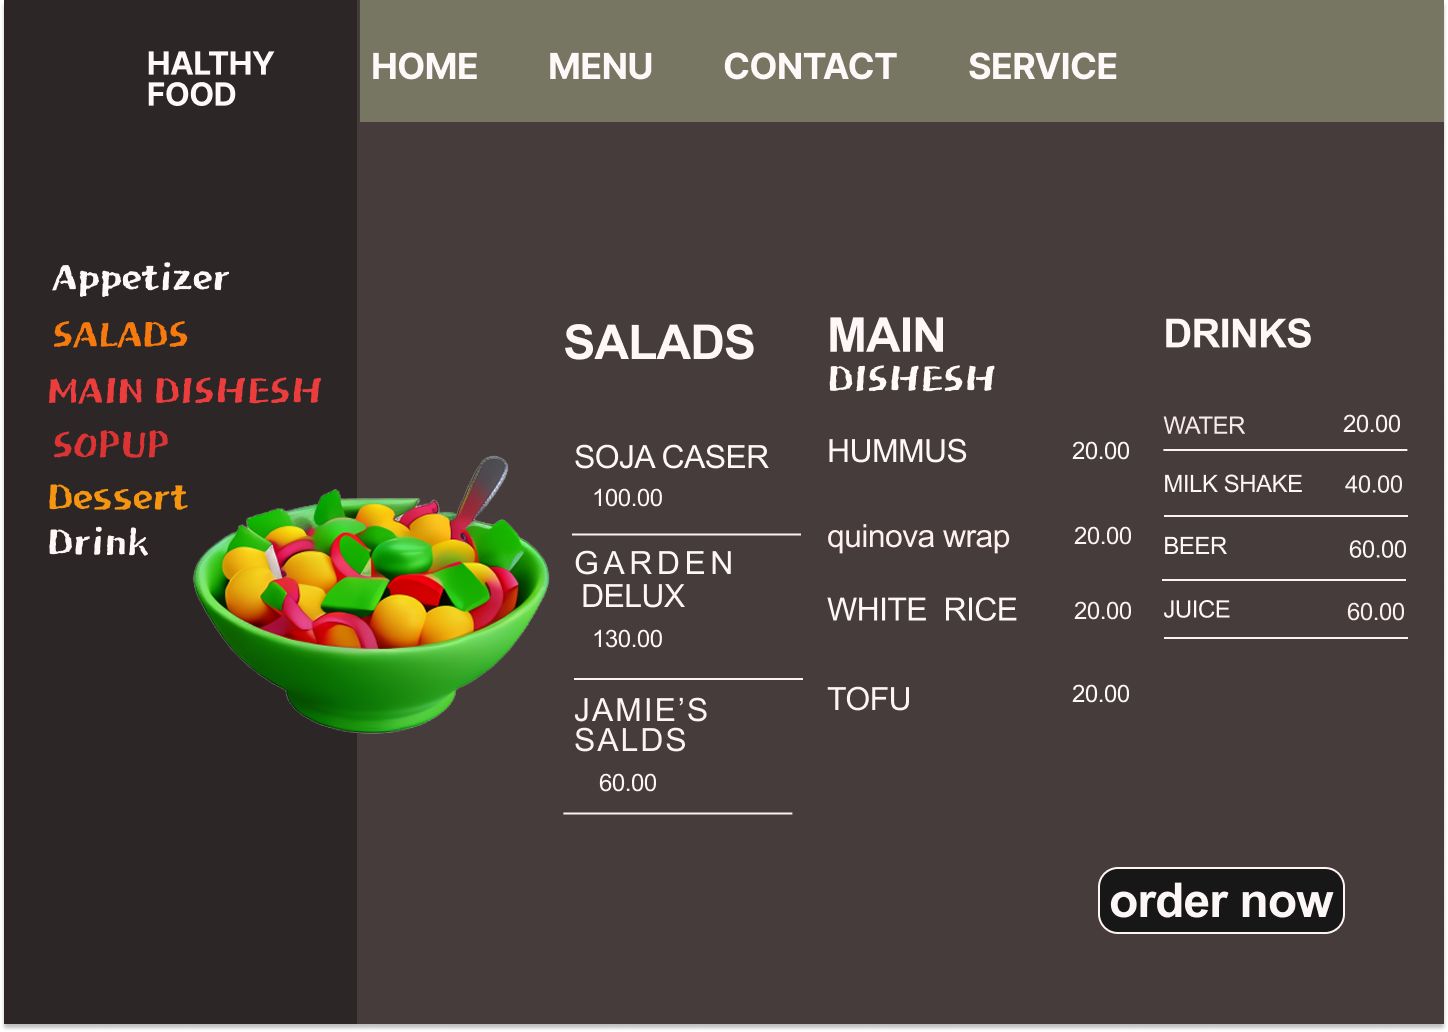 HALTHY
FOOD
HOME MENU CONTACT SERVICE
Appetizer
SALADS
MAIN DISHESH
SOPUP
Dessert
Drink
SALADS
SOJA CASER
100.00
GARDEN
DELUX
130.00
JAMIE’S
SALDS
60.00
MAIN
DISHESH
HUMMUS 20.00
quinova wrap 20.00
WHITE RICE 20.00
TOFU 20.00
DRINKS
WATER 20.00
MILK SHAKE 40.00
BEER 60.00
JUICE 60.00
order now